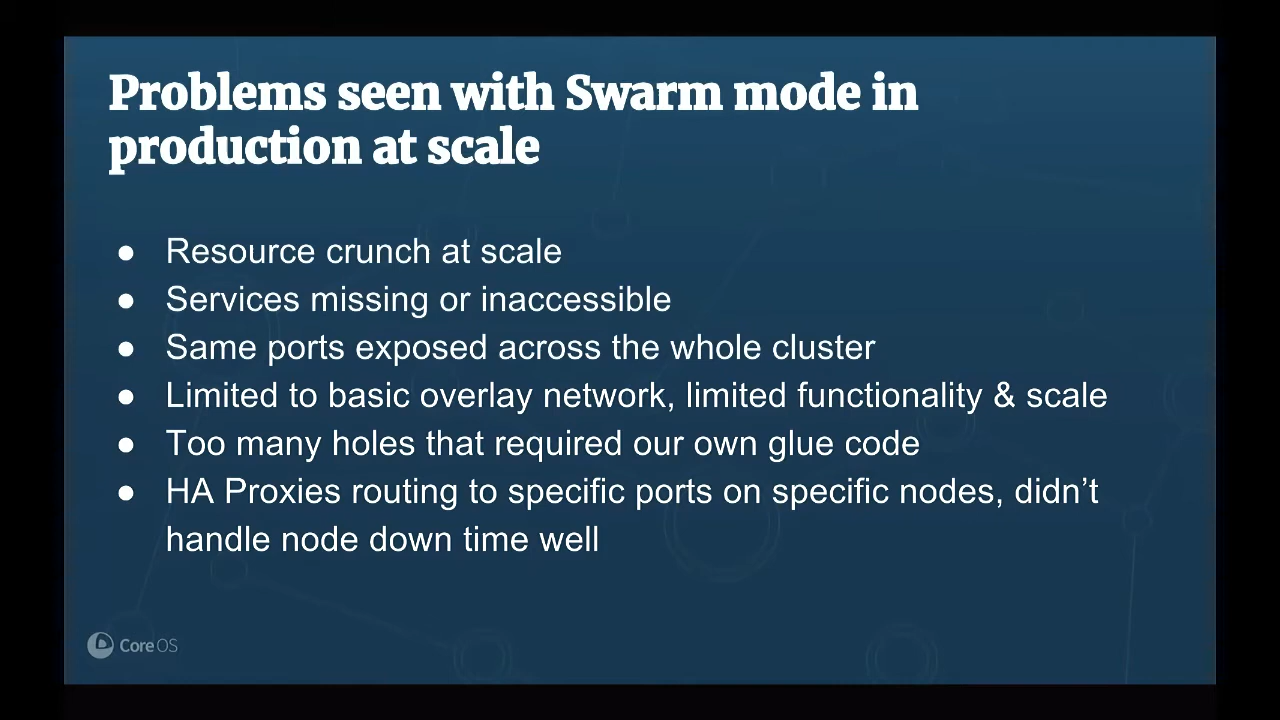 Problems seen with Swarm mode in
production at scale
● Resource crunch at scale
● Services missing or inaccessible
● Same ports exposed across the whole cluster
● Limited to basic overlay network, limited functionality & scale
● Too many holes that required our own glue code
● HA Proxies routing to specific ports on specific nodes, didn’t
handle node down time well
CoreOS